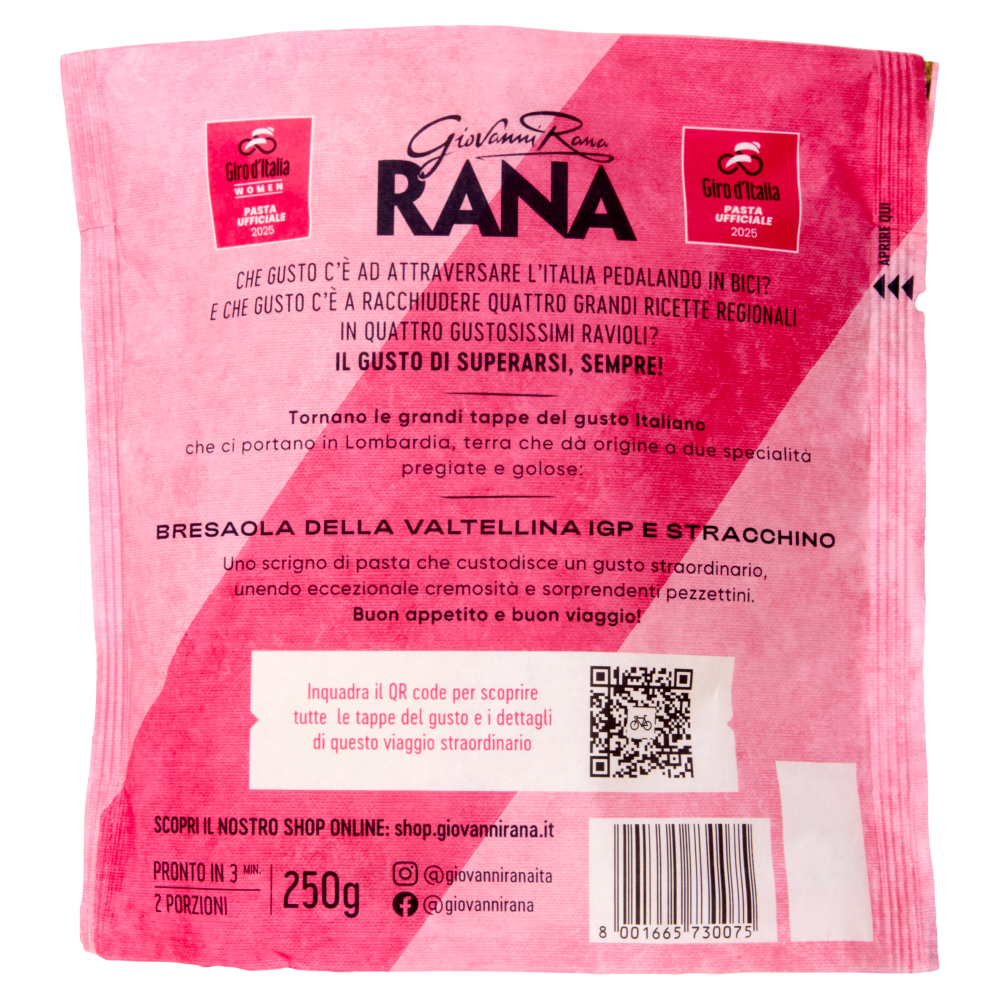 Giovanni Rana
RANA
Giro d'Italia
WOMEN
PASTA
UFFICIALE
2025
Giro d'Italia
PASTA
UFFICIALE
2025
APRIRE QUI
CHE GUSTO C'È AD ATTRAVERSARE L'ITALIA PEDALANDO IN BICI?
E CHE GUSTO C'È A RACCHIUDERE QUATTRO GRANDI RICETTE REGIONALI
IN QUATTRO GUSTOSISSIMI RAVIOLI?
IL GUSTO DI SUPERARSI, SEMPRE!
Tornano le grandi tappe del gusto Italiano
che ci portano in Lombardia, terra che dà origine a due specialità
pregiate e golose:
BRESAOLA DELLA VALTELLINA IGP E STRACCHINO
Uno scrigno di pasta che custodisce un gusto straordinario,
unendo eccezionale cremosità e sorprendenti pezzettini.
Buon appetito e buon viaggio!
Inquadra il QR code per scoprire
tutte le tappe del gusto e i dettagli
di questo viaggio straordinario
SCOPRI IL NOSTRO SHOP ONLINE: shop.giovannirana.it
PRONTO IN 3 MIN.
2 PORZIONI
250g
@giovanniranaita
@giovannirana
8 001665 730075